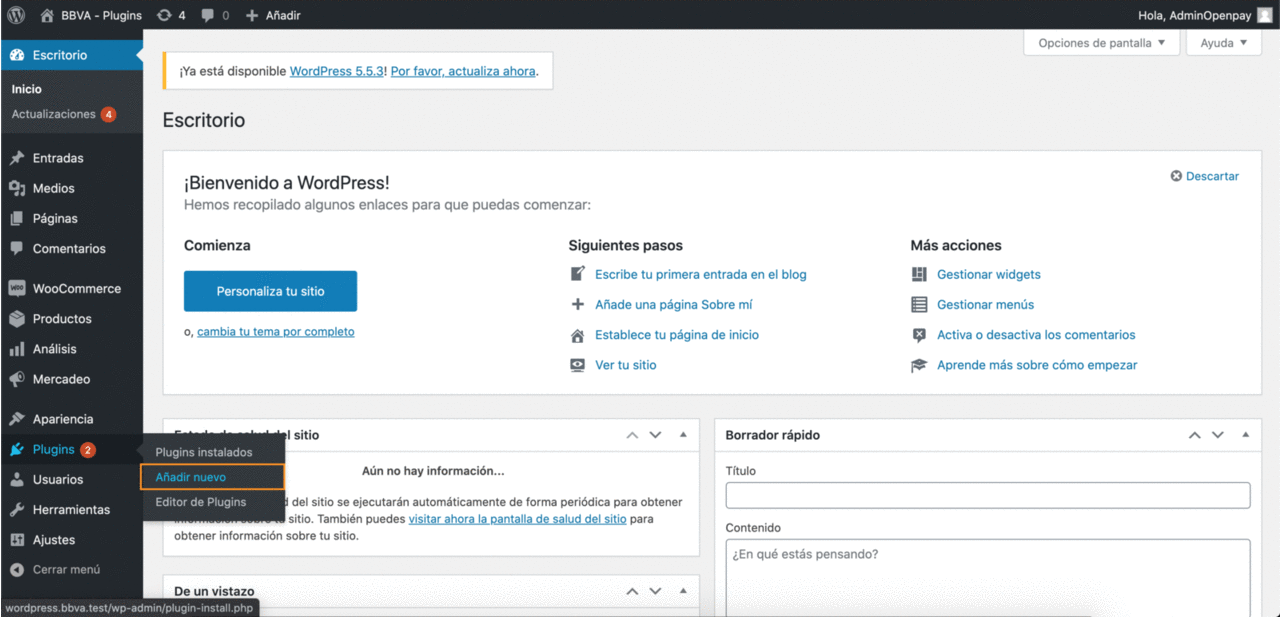 BBVA - Plugins 4 0 Añadir
Hola, AdminOpenpay
Escritorio
Inicio
Actualizaciones 4
Entradas
Medios
Páginas
Comentarios
WooCommerce
Productos
Análisis
Mercadeo
Apariencia
Plugins 2
Usuarios
Herramientas
Ajustes
Cerrar menú
Plugins instalados
Añadir nuevo
Editor de Plugins
wordpress.bbva.test/wp-admin/plugin-install.php
Opciones de pantalla
Ayuda
¡Ya está disponible WordPress 5.5.3! Por favor, actualiza ahora.
Escritorio
¡Bienvenido a WordPress!
Descartar
Hemos recopilado algunos enlaces para que puedas comenzar:
Comienza
Personaliza tu sitio
o, cambia tu tema por completo
Siguientes pasos
Escribe tu primera entrada en el blog
Añade una página Sobre mí
Establece tu página de inicio
Ver tu sitio
Más acciones
Gestionar widgets
Gestionar menús
Activa o desactiva los comentarios
Aprende más sobre cómo empezar
del sitio
Aún no hay información...
del sitio se ejecutarán automáticamente de forma periódica para obtener
información sobre tu sitio. También puedes visitar ahora la pantalla de salud del sitio para
obtener información sobre tu sitio.
De un vistazo
Borrador rápido
Título
Contenido
¿En qué estás pensando?